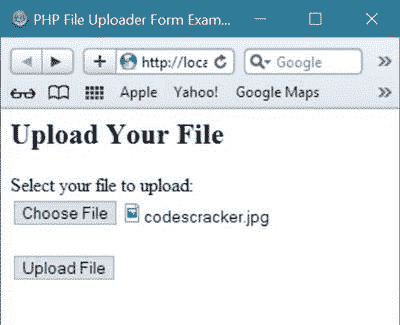 PHP File Uploader Form Exam...
http://loca
Google
Apple Yahoo! Google Maps
Upload Your File
Select your file to upload:
Choose File codescracker.jpg
Upload File